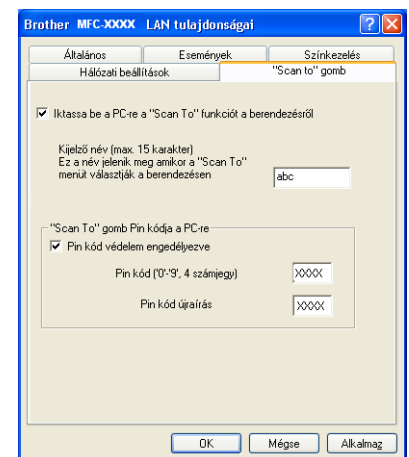 Brother MFC-XXXX LAN tulajdonságai
Általános Események Színkezelés
Hálózati beállítások "Scan to" gomb
Iktassa be a PC-re a "Scan To" funkciót a berendezésről
Kijelző név (max. 15 karakter)
Ez a név jelenik meg amikor a "Scan To"
menüt választják a berendezésen
abc
"Scan To" gomb Pin kódja a PC-re
Pin kód védelem engedélyezve
Pin kód ('0'-'9', 4 számjegy) XXXX
Pin kód újraírás XXXX
OK Mégse Alkalmaz